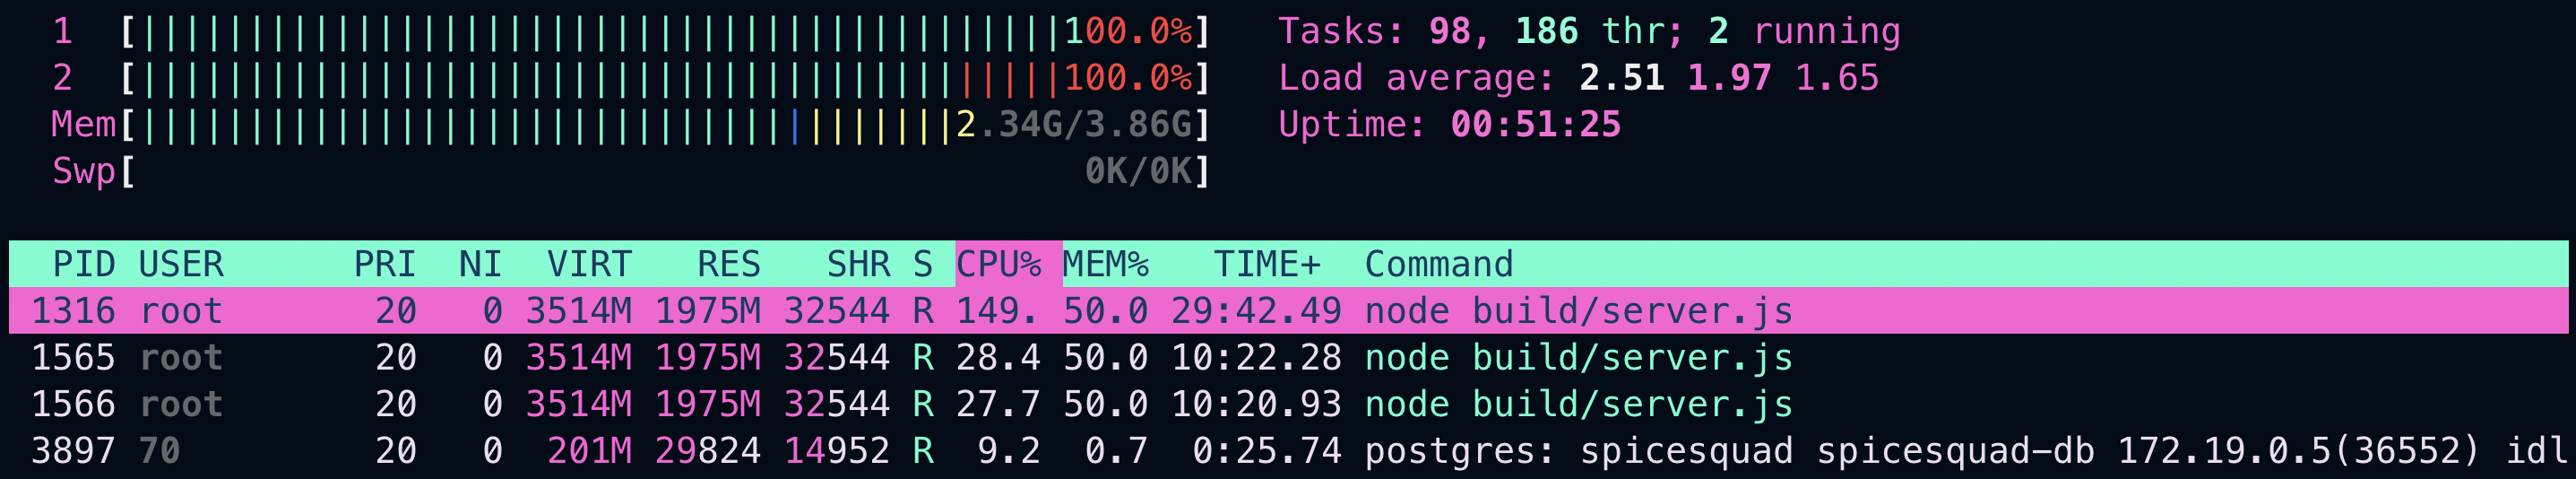 1 [||||||||||||||||||||||||||||||||||||||||||||100.0%] Tasks: 98, 186 thr; 2 running
2 [||||||||||||||||||||||||||||||||||||||||||||100.0%] Load average: 2.51 1.97 1.65
Mem[||||||||||||||||||||||||||||||||||||||2.34G/3.86G] Uptime: 00:51:25
Swp[ 0K/0K]
PID USER PRI NI VIRT RES SHR S CPU% MEM% TIME+ Command
1316 root 20 0 3514M 1975M 32544 R 149. 50.0 29:42.49 node build/server.js
1565 root 20 0 3514M 1975M 32544 R 28.4 50.0 10:22.28 node build/server.js
1566 root 20 0 3514M 1975M 32544 R 27.7 50.0 10:20.93 node build/server.js
3897 70 20 0 201M 29824 14952 R 9.2 0.7 0:25.74 postgres: spicesquad spicesquad-db 172.19.0.5(36552) idl